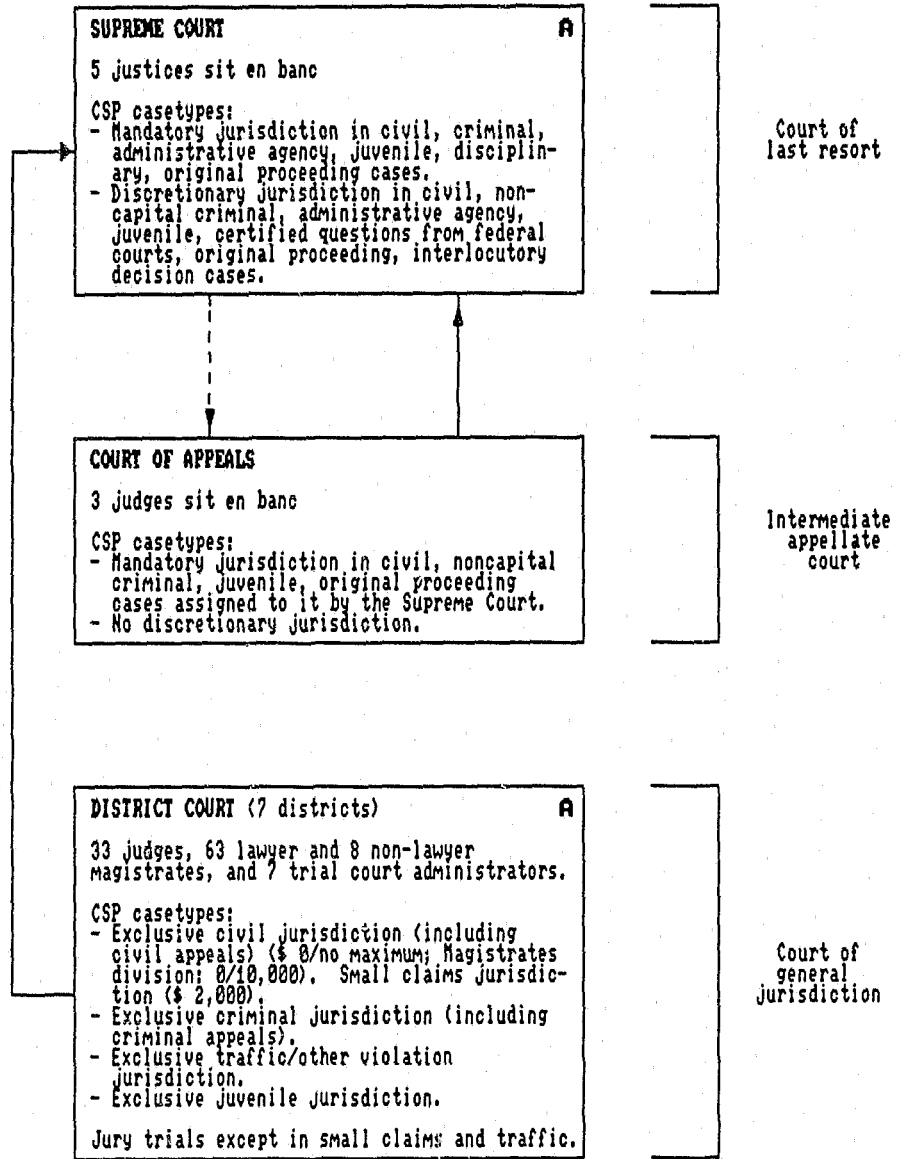 SUPREME COURT A
5 justices sit en banc
CSP casetypes:
- Mandatory jurisdiction in civil, criminal,
administrative agency, juvenile, disciplin-
ary, original proceeding cases.
- Discretionary jurisdiction in civil, non-
capital criminal, administrative agency,
juvenile, certified questions from federal
courts, original proceeding, interlocutory
decision cases.
Court of
last resort
COURT OF APPEALS
3 judges sit en banc
CSP casetypes:
- Mandatory jurisdiction in civil, noncapital
criminal, juvenile, original proceeding
cases assigned to it by the Supreme Court.
- No discretionary jurisdiction.
Intermediate
appellate
court
DISTRICT COURT (7 districts) A
33 judges, 63 lawyer and 8 non-lawyer
magistrates, and 7 trial court administrators.
CSP casetypes:
- Exclusive civil jurisdiction (including
civil appeals) ($ 0/no maximum; Magistrates
division: 0/10,000). Small claims jurisdic-
tion ($ 2,000).
- Exclusive criminal jurisdiction (including
criminal appeals).
- Exclusive traffic/other violation
jurisdiction.
- Exclusive juvenile jurisdiction.
Jury trials except in small claims and traffic.
Court of
general
jurisdiction